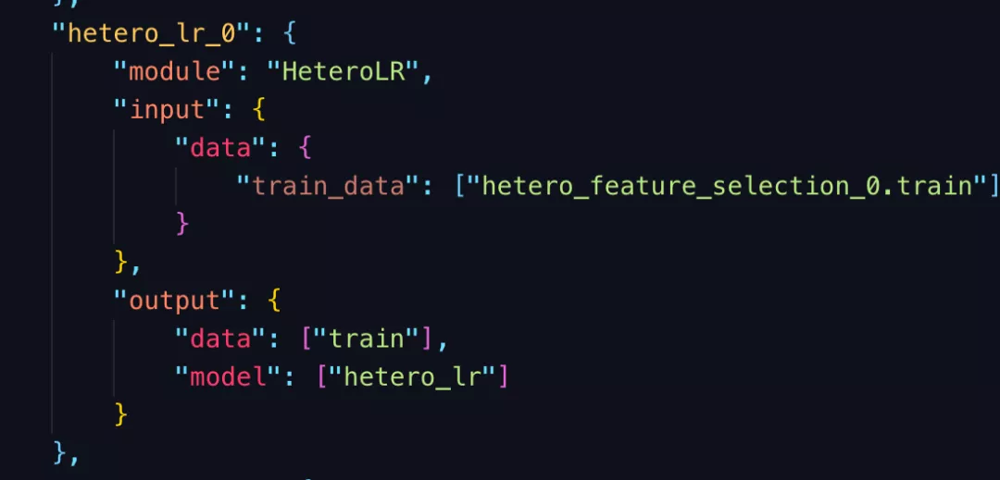 },
"hetero_lr_0": {
"module": "HeteroLR",
"input": {
"data": {
"train_data": ["hetero_feature_selection_0.train"]
}
},
"output": {
"data": ["train"],
"model": ["hetero_lr"]
}
},
{